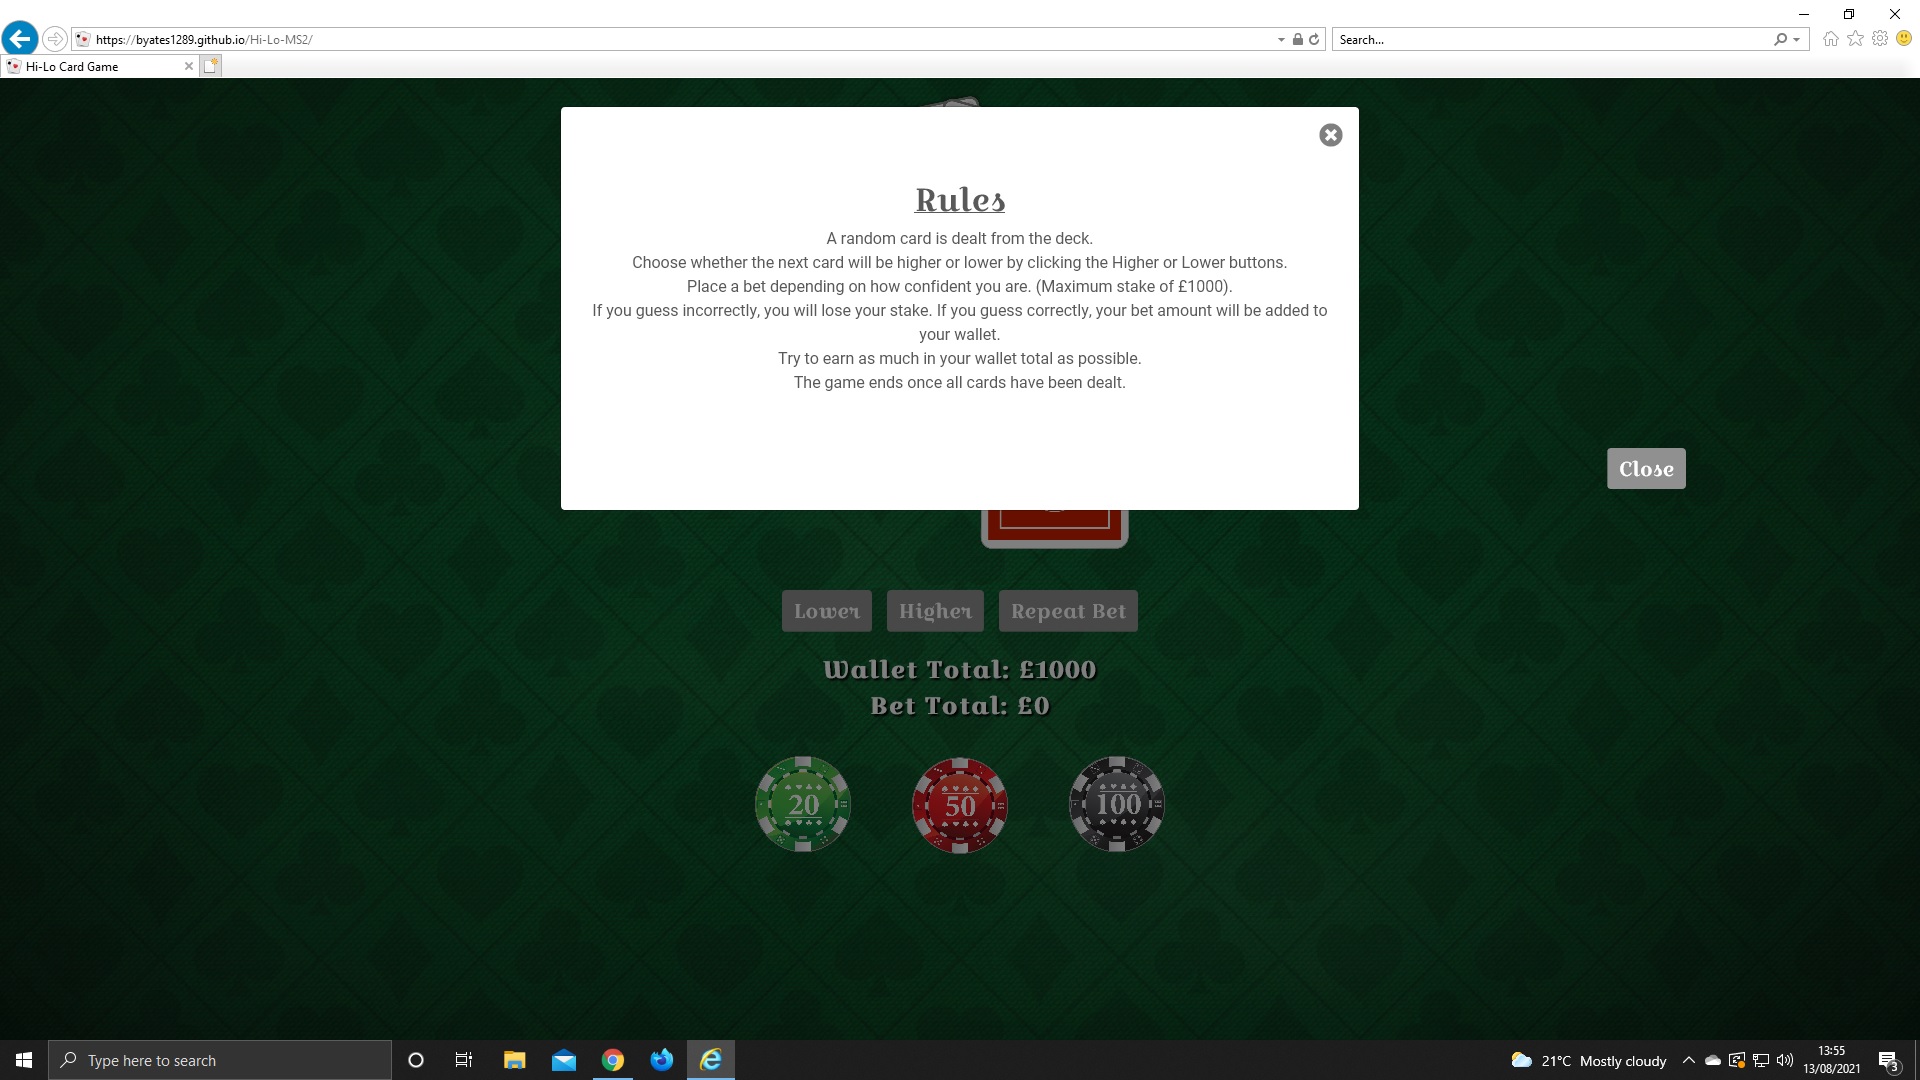 https://byates1289.github.io/Hi-Lo-MS2/
Search...
Hi-Lo Card Game
Rules
A random card is dealt from the deck.
Choose whether the next card will be higher or lower by clicking the Higher or Lower buttons.
Place a bet depending on how confident you are. (Maximum stake of £1000).
If you guess incorrectly, you will lose your stake. If you guess correctly, your bet amount will be added to
your wallet.
Try to earn as much in your wallet total as possible.
The game ends once all cards have been dealt.
Close
Lower Higher Repeat Bet
Wallet Total: £1000
Bet Total: £0
20 50 100
Type here to search
21°C Mostly cloudy
13:55
13/08/2021
3